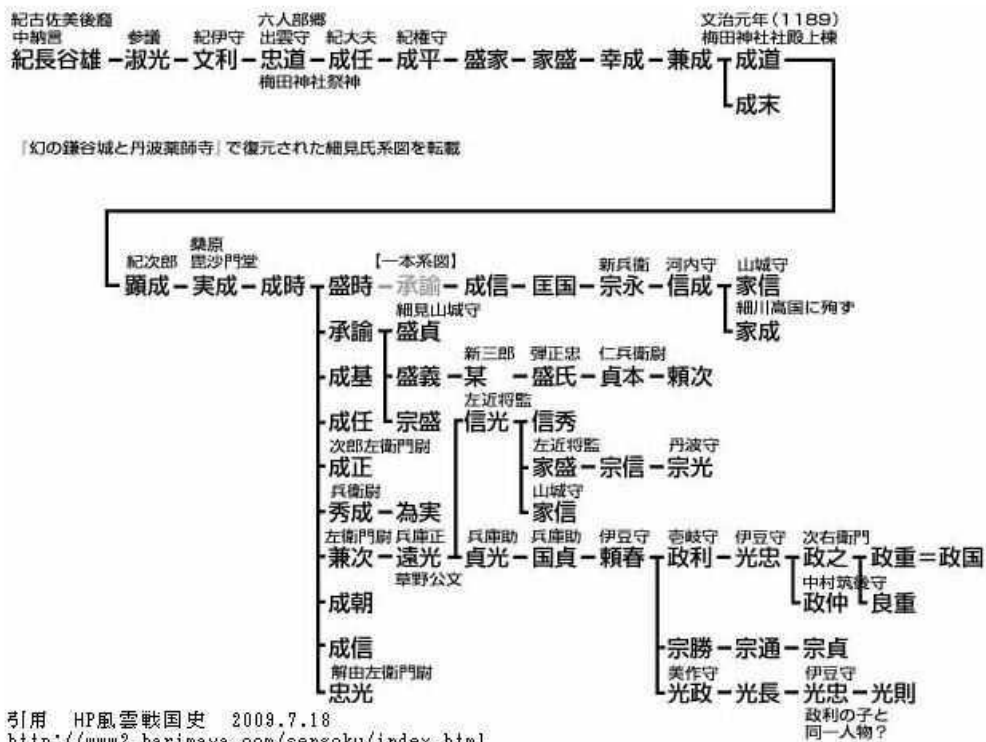 紀古佐美後裔 六人部郷 文治元年(1189)
中納言 参議 紀伊守 出雲守 紀大夫 紀権守 梅田神社社殿上棟
紀長谷雄 淑光 文利 忠道 成任 成平 盛家 家盛 幸成 兼成 成道
梅田神社祭神
成末
『幻の鎌谷城と丹波薬師寺』で復元された細見氏系図を転載
桑原
紀次郎 毘沙門堂 【一本系図】 新兵衛 河内守 山城守
顕成 実成 成時 盛時 承諭 成信 匡国 宗永 信成 家信
細見山城守 細川高国に殉ず
承諭 盛貞 家成
新三郎 弾正忠 仁兵衛尉
成基 盛義 某 盛氏 貞本 頼次
左近将監
成任 宗盛 信光 信秀
次郎左衛門尉 左近将監 丹波守
成正 家盛 宗信 宗光
兵衛尉 山城守
秀成 為実 家信
左衛門尉 兵庫正 兵庫助 兵庫助 伊豆守 壱岐守 伊豆守 次右衛門
兼次 遠光 貞光 国貞 頼春 政利 光忠 政之 政重=政国
草野公文 中村筑後守
成朝 政仲 良重
成信 宗勝 宗通 宗貞
解由左衛門尉 美作守 伊豆守
忠光 光政 光長 光忠 光則
政利の子と
同一人物?
引用 HP風雲戦国史 2009.7.18
http://www2.harimaya.com/sengoku/index.html